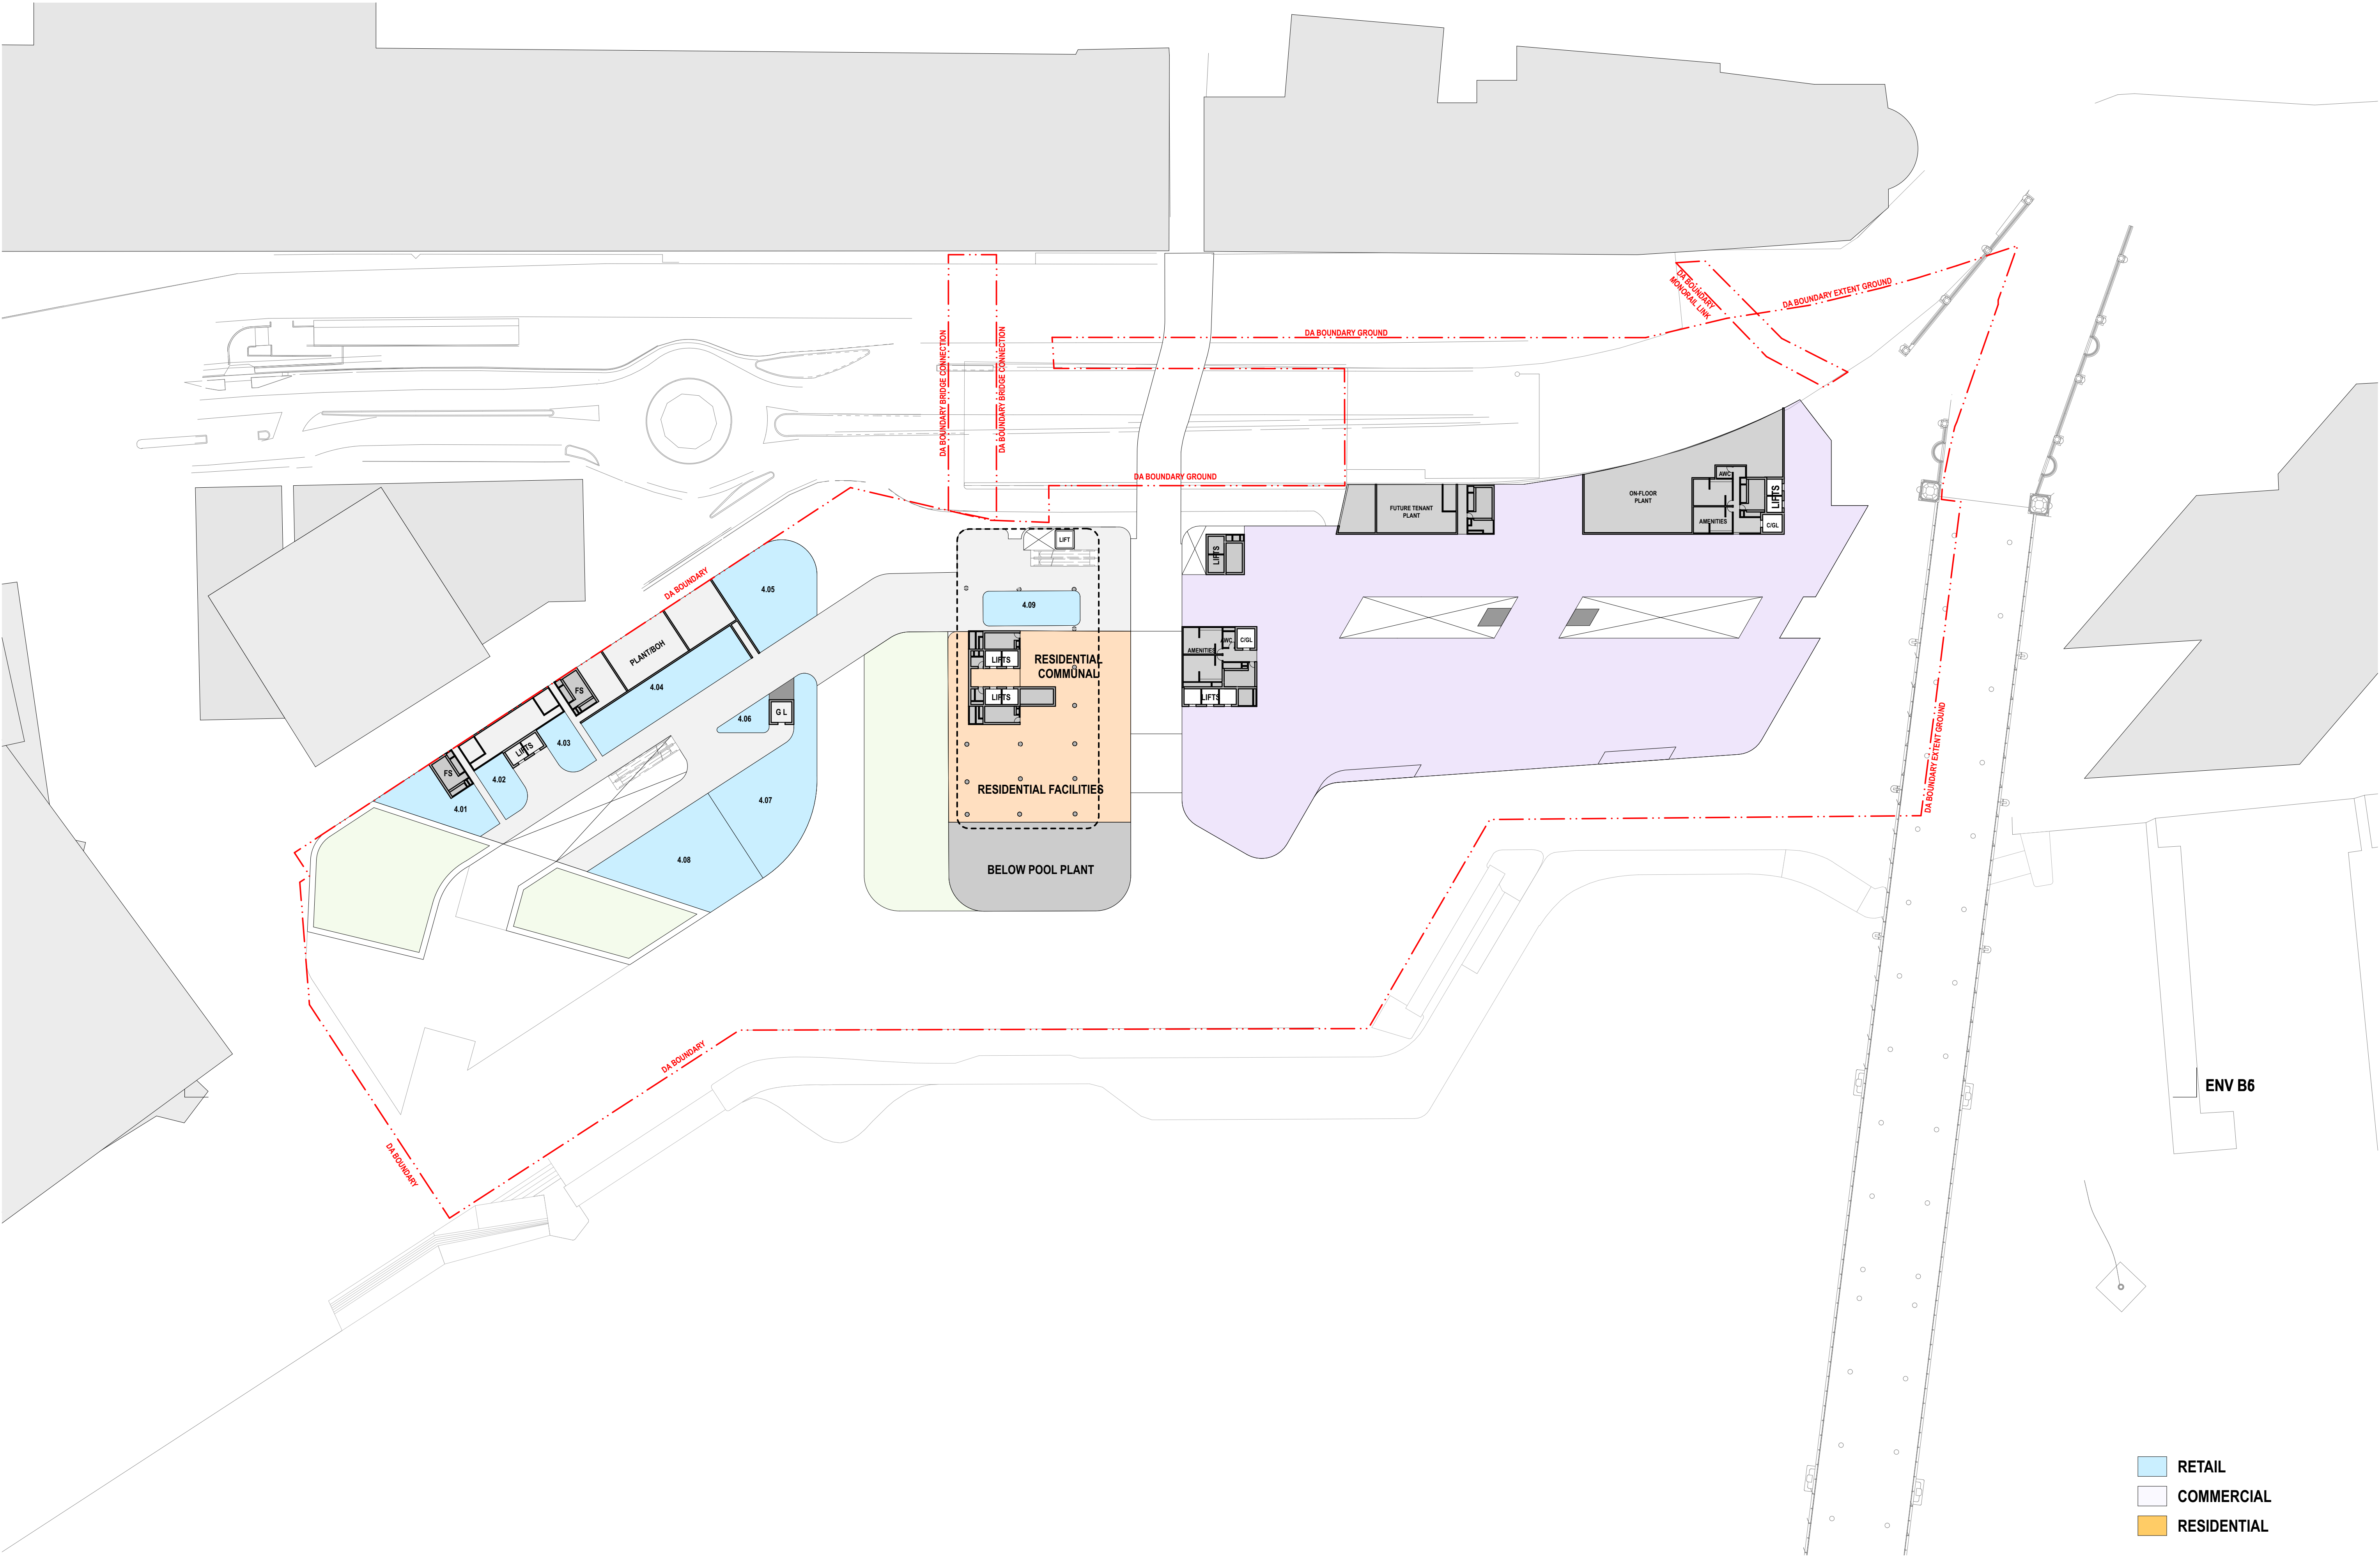 DA BOUNDARY
MONORAIL LINK
DA BOUNDARY EXTENT GROUND
DA BOUNDARY GROUND
DA BOUNDARY BRIDGE CONNECTION
DA BOUNDARY BRIDGE CONNECTION
DA BOUNDARY GROUND
ON-FLOOR
PLANT
AWC
LIFTS
AMENITIES
C/GL
FUTURE TENANT
PLANT
LIFT
LIFTS
DA BOUNDARY
4.05
4.09
PLANT/BOH
LIFTS
RESIDENTIAL
COMMUNAL
AMENITIES
AWC
C/GL
FS
4.04
LIFTS
LIFTS
4.06
G L
4.03
LIFTS
FS
4.02
4.01
4.07
RESIDENTIAL FACILITIES
DA BOUNDARY EXTENT GROUND
4.08
BELOW POOL PLANT
DA BOUNDARY
DA BOUNDARY
ENV B6
RETAIL
COMMERCIAL
RESIDENTIAL